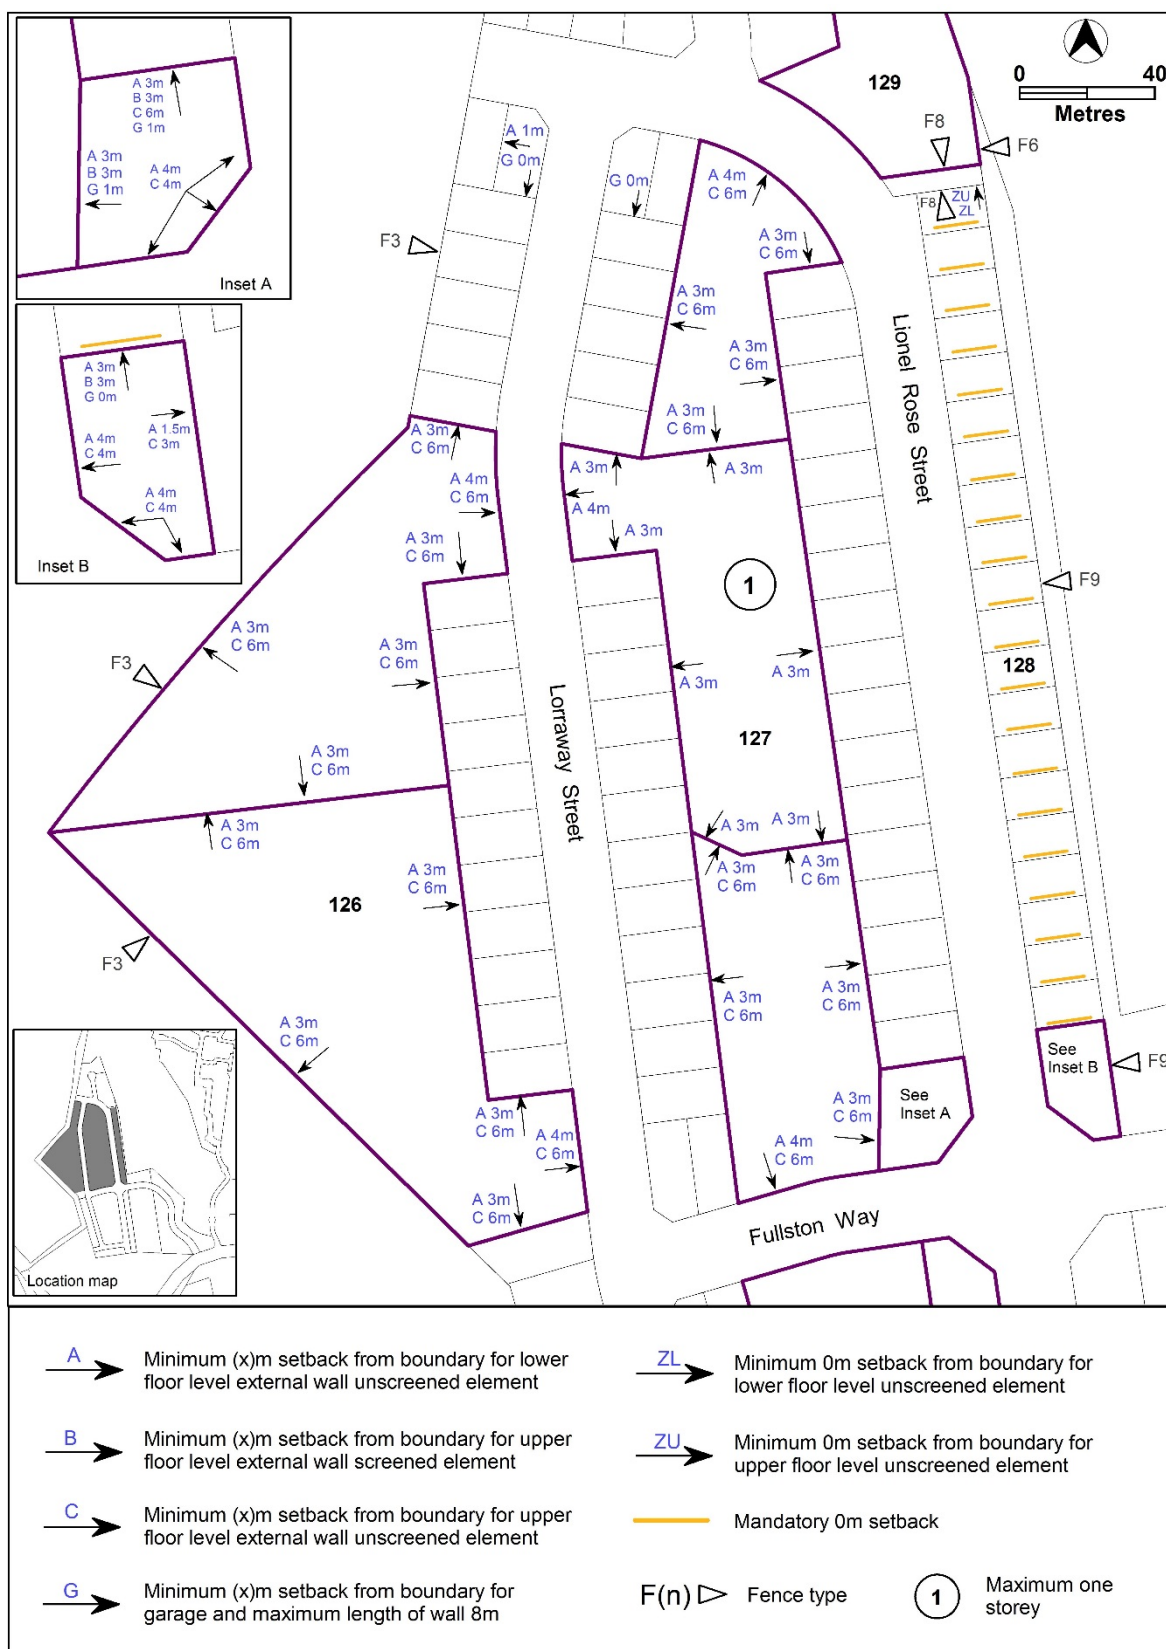 A 3m
B 3m
C 6m
G 1m
A 3m
B 3m
G 1m
A 4m
C 4m
Inset A
A 3m
B 3m
G 0m
A 1.5m
C 3m
A 4m
C 4m
A 4m
C 4m
Inset B
0 40
Metres
129
F8
F6
F8
ZU
ZL
A 1m
G 0m
G 0m
F3
A 4m
C 6m
A 3m
C 6m
A 3m
C 6m
A 3m
C 6m
A 3m
C 6m
A 3m
A 3m
C 6m
A 4m
C 6m
A 3m
C 6m
A 3m
A 4m
A 3m
1
Lionel Rose Street
F9
A 3m
C 6m
F3
A 3m
C 6m
A 3m
A 3m
128
Lorraway Street
127
A 3m
C 6m
A 3m
C 6m
A 3m
A 3m
A 3m
C 6m
A 3m
C 6m
126
A 3m
C 6m
F3
A 3m
C 6m
A 3m
C 6m
A 3m
C 6m
See
Inset B
F9
See
Inset A
A 3m
C 6m
A 3m
C 6m
A 4m
C 6m
A 4m
C 6m
A 3m
C 6m
Fullston Way
Location map
A
Minimum (x)m setback from boundary for lower
floor level external wall unscreened element
B
Minimum (x)m setback from boundary for upper
floor level external wall screened element
C
Minimum (x)m setback from boundary for upper
floor level external wall unscreened element
G
Minimum (x)m setback from boundary for
garage and maximum length of wall 8m
ZL
Minimum 0m setback from boundary for
lower floor level unscreened element
ZU
Minimum 0m setback from boundary for
upper floor level unscreened element
Mandatory 0m setback
F(n) Fence type
1 Maximum one
storey